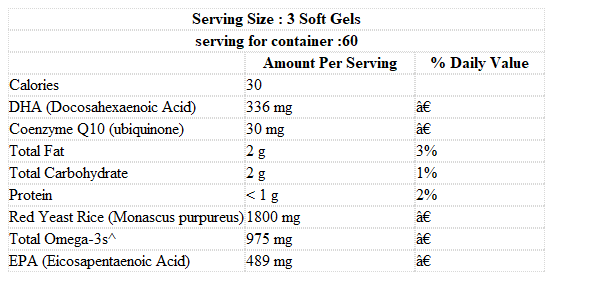 Serving Size : 3 Soft Gels
serving for container :60
Amount Per Serving % Daily Value
Calories 30
DHA (Docosahexaenoic Acid) 336 mg â€
Coenzyme Q10 (ubiquinone) 30 mg â€
Total Fat 2 g 3%
Total Carbohydrate 2 g 1%
Protein < 1 g 2%
Red Yeast Rice (Monascus purpureus) 1800 mg â€
Total Omega-3s^ 975 mg â€
EPA (Eicosapentaenoic Acid) 489 mg â€